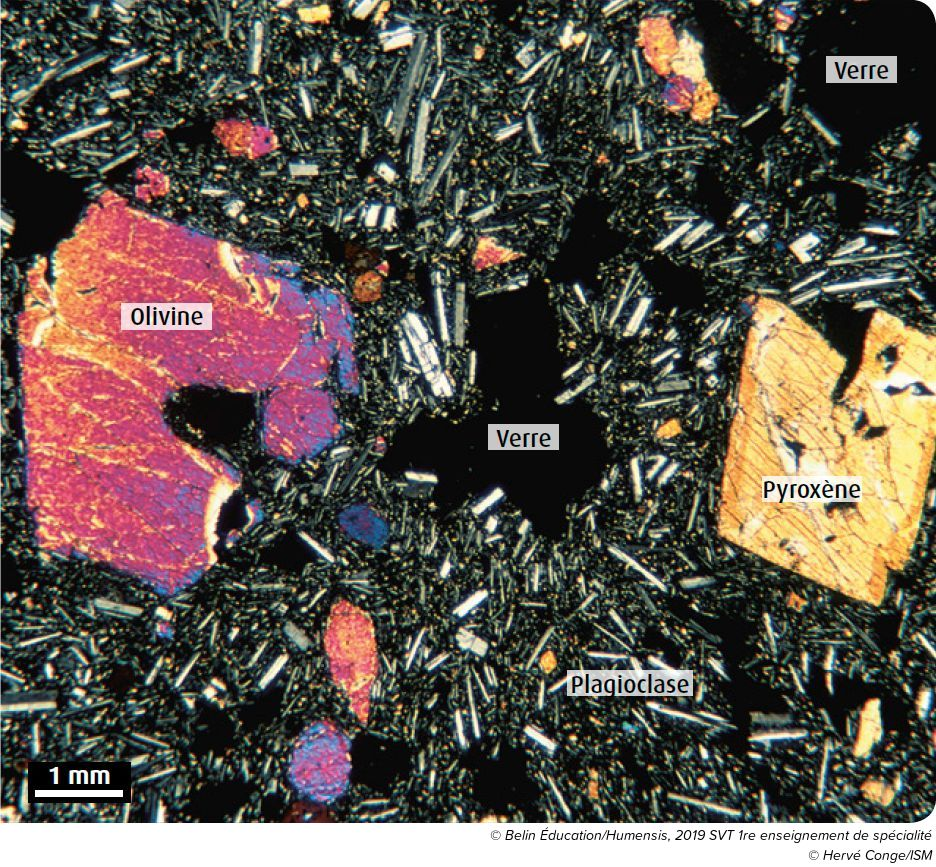 Verre
Olivine
Verre
Pyroxène
Plagioclase
1 mm
© Belin Éducation/Humensis, 2019 SVT 1re enseignement de spécialité
© Hervé Conge/ISM